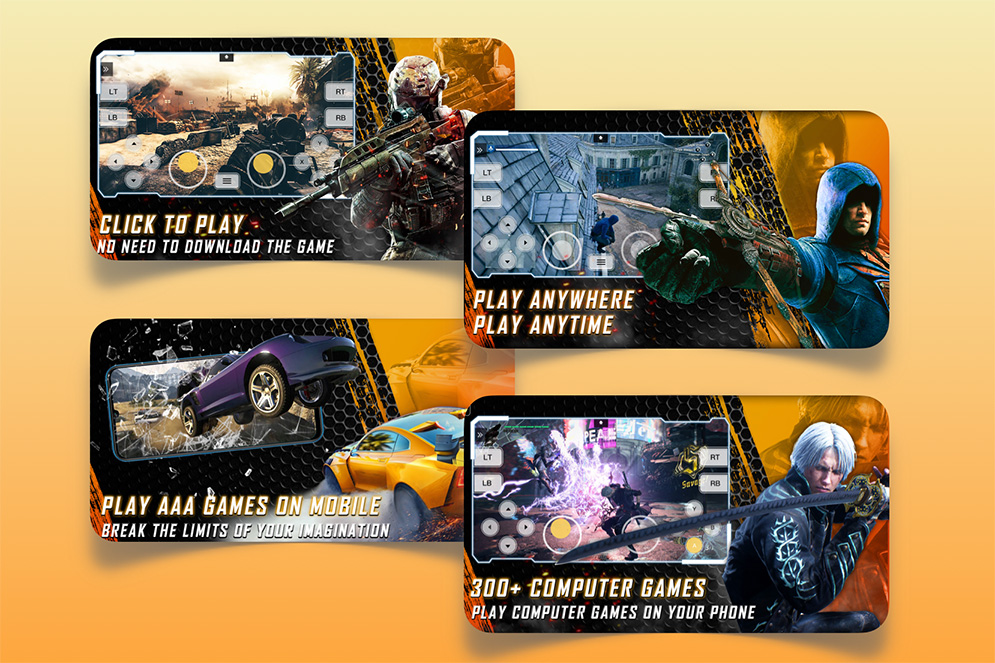 LT
RT
LB
RB
CLICK TO PLAY
NO NEED TO DOWNLOAD THE GAME
LT
LB
PLAY ANYWHERE
PLAY ANYTIME
PLAY AAA GAMES ON MOBILE
BREAK THE LIMITS OF YOUR IMAGINATION
LT
RT
LB
RB
300+ COMPUTER GAMES
PLAY COMPUTER GAMES ON YOUR PHONE